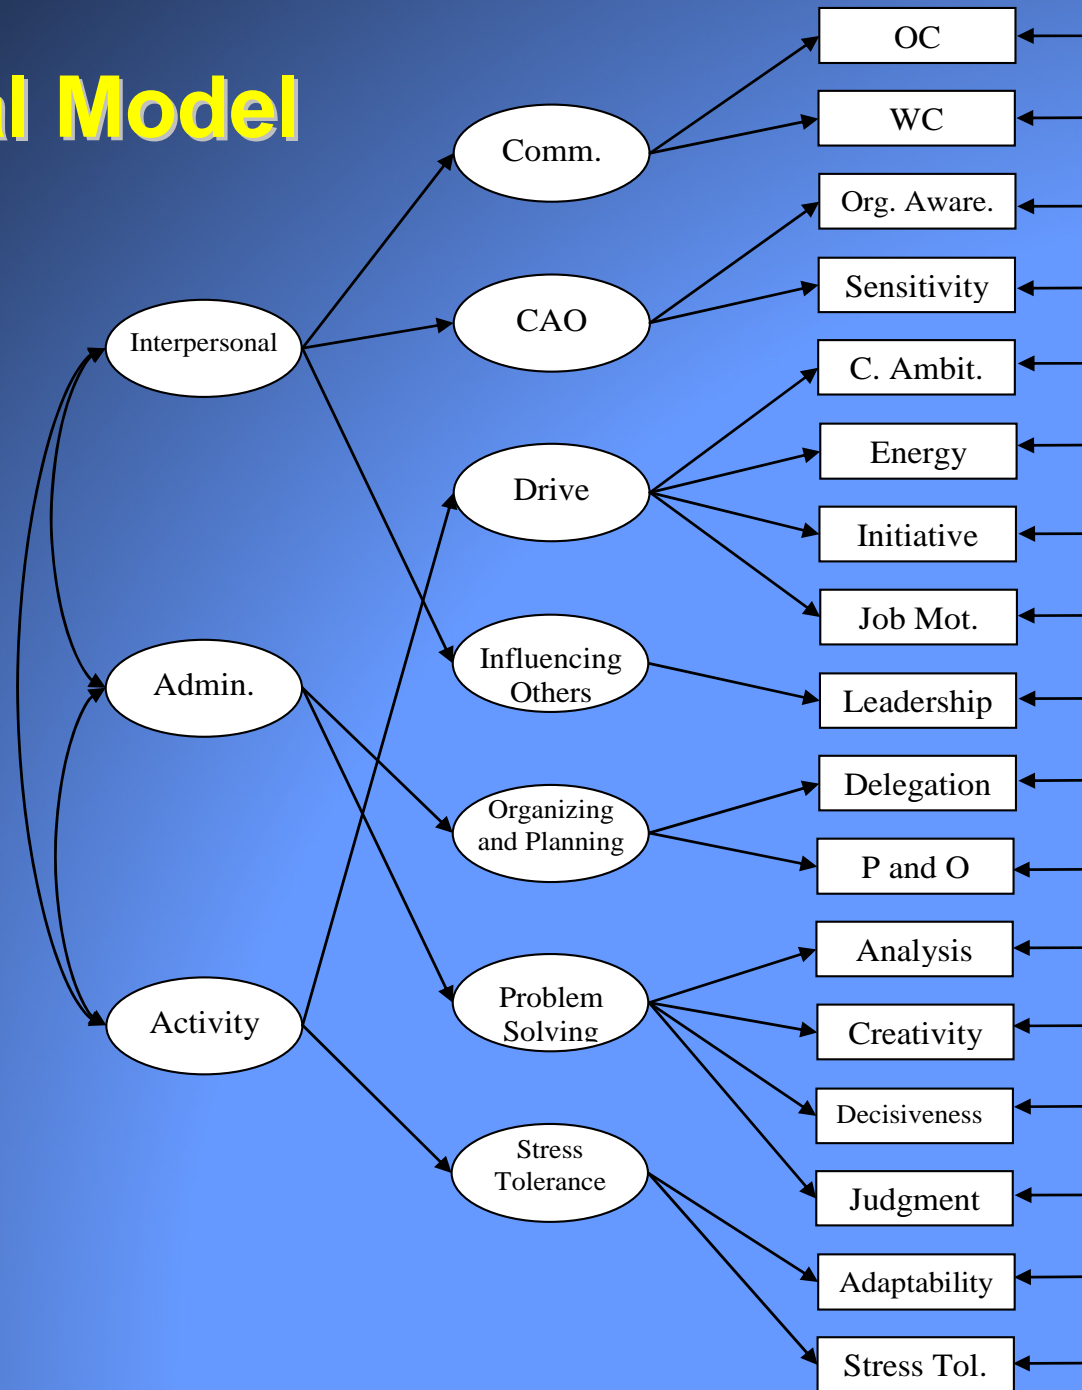 al Model
OC
WC
Org. Aware.
Sensitivity
C. Ambit.
Energy
Initiative
Job Mot.
Leadership
Delegation
P and O
Analysis
Creativity
Decisiveness
Judgment
Adaptability
Stress Tol.
Comm.
CAO
Drive
Influencing
Others
Organizing
and Planning
Problem
Solving
Stress
Tolerance
Interpersonal
Admin.
Activity